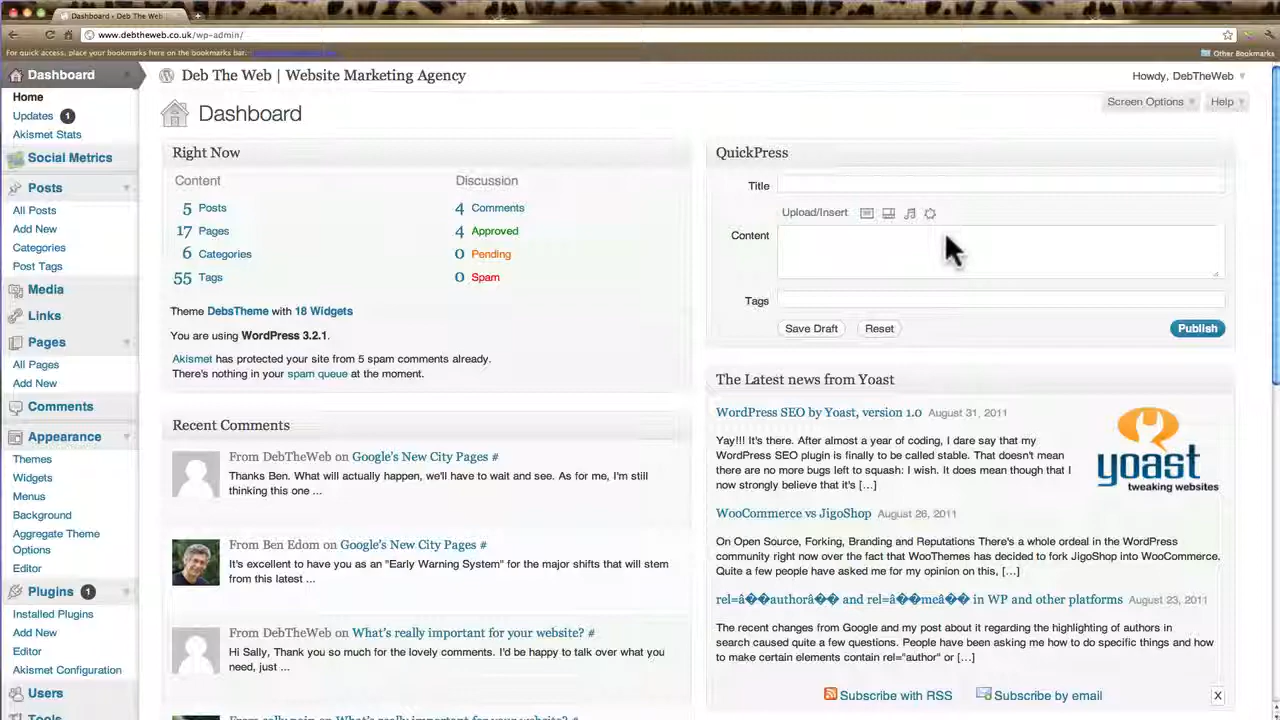 Dashboard ‹ Deb The Web
www.debtheweb.co.uk/wp-admin/
For quick access, place your bookmarks here on the bookmarks bar.
Other Bookmarks
Dashboard
Home
Updates 1
Akismet Stats
Social Metrics
Posts
All Posts
Add New
Categories
Post Tags
Media
Links
Pages
All Pages
Add New
Comments
Appearance
Themes
Widgets
Menus
Background
Aggregate Theme
Options
Editor
Plugins 1
Installed Plugins
Add New
Editor
Akismet Configuration
Users
Tools
Deb The Web | Website Marketing Agency
Howdy, DebTheWeb
Screen Options
Help
Dashboard
Right Now
Content
Discussion
5 Posts
4 Comments
17 Pages
4 Approved
6 Categories
0 Pending
55 Tags
0 Spam
Theme DebsTheme with 18 Widgets
You are using WordPress 3.2.1.
Akismet has protected your site from 5 spam comments already.
There's nothing in your spam queue at the moment.
Recent Comments
From DebTheWeb on Google's New City Pages #
Thanks Ben. What will actually happen, we'll have to wait and see. As for me, I'm still
thinking this one ...
From Ben Edom on Google's New City Pages #
It's excellent to have you as an "Early Warning System" for the major shifts that will stem
from this latest ...
From DebTheWeb on What's really important for your website? #
Hi Sally, Thank you so much for the lovely comments. I'd be happy to talk over what you
need, just ...
QuickPress
Title
Upload/Insert
Content
Tags
Save Draft
Reset
Publish
The Latest news from Yoast
WordPress SEO by Yoast, version 1.0 August 31, 2011
Yay!!! It's there. After almost a year of coding, I dare say that my
WordPress SEO plugin is finally to be called stable. That doesn't mean
there are no more bugs left to squash: I wish. It does mean though that I
now strongly believe that it's [...]
yoast
tweaking websites
WooCommerce vs JigoShop August 26, 2011
On Open Source, Forking, Branding and Reputations There's a whole ordeal in the WordPress
community right now over the fact that WooThemes has decided to fork JigoShop into WooCommerce.
Quite a few people have asked me for my opinion on this, [...]
rel=â��authorâ�� and rel=â��meâ�� in WP and other platforms August 23, 2011
The recent changes from Google and my post about it regarding the highlighting of authors in
search caused quite a few questions. People have been asking me how to do specific things and how
to make certain elements contain rel="author" or [...]
Subscribe with RSS
Subscribe by email
X